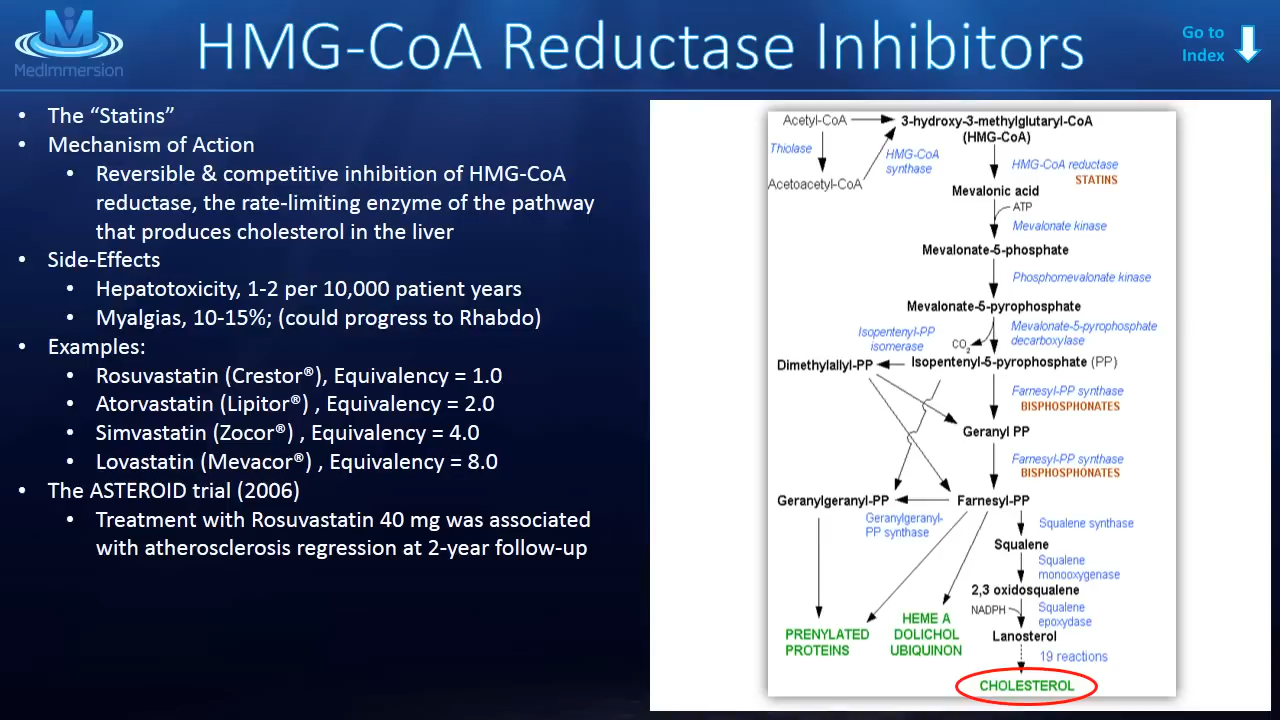 MedImmersion
HMG-CoA Reductase Inhibitors
Go to
Index
• The “Statins”
• Mechanism of Action
• Reversible & competitive inhibition of HMG-CoA
reductase, the rate-limiting enzyme of the pathway
that produces cholesterol in the liver
• Side-Effects
• Hepatotoxicity, 1-2 per 10,000 patient years
• Myalgias, 10-15%; (could progress to Rhabdo)
• Examples:
• Rosuvastatin (Crestor®), Equivalency = 1.0
• Atorvastatin (Lipitor®) , Equivalency = 2.0
• Simvastatin (Zocor®) , Equivalency = 4.0
• Lovastatin (Mevacor®) , Equivalency = 8.0
• The ASTEROID trial (2006)
• Treatment with Rosuvastatin 40 mg was associated
with atherosclerosis regression at 2-year follow-up
Acetyl-CoA
3-hydroxy-3-methylglutaryl-CoA
(HMG-CoA)
Thiolase
HMG-CoA
synthase
Acetoacetyl-CoA
HMG-CoA reductase
STATINS
Mevalonic acid
ATP
Mevalonate kinase
Mevalonate-5-phosphate
Phosphomevalonate kinase
Mevalonate-5-pyrophosphate
Isopentenyl-PP
isomerase
CO2
Mevalonate-5-pyrophosphate
decarboxylase
Dimethylallyl-PP
Isopentenyl-5-pyrophosphate (PP)
Farnesyl-PP synthase
BISPHOSPHONATES
Geranyl PP
Farnesyl-PP synthase
BISPHOSPHONATES
Geranylgeranyl-PP
Farnesyl-PP
Geranylgeranyl-
PP synthase
Squalene synthase
Squalene
Squalene
monooxygenase
2,3 oxidosqualene
NADPH
Squalene
epoxydase
Lanosterol
19 reactions
PRENYLATED
PROTEINS
HEME A
DOLICHOL
UBIQUINON
CHOLESTEROL